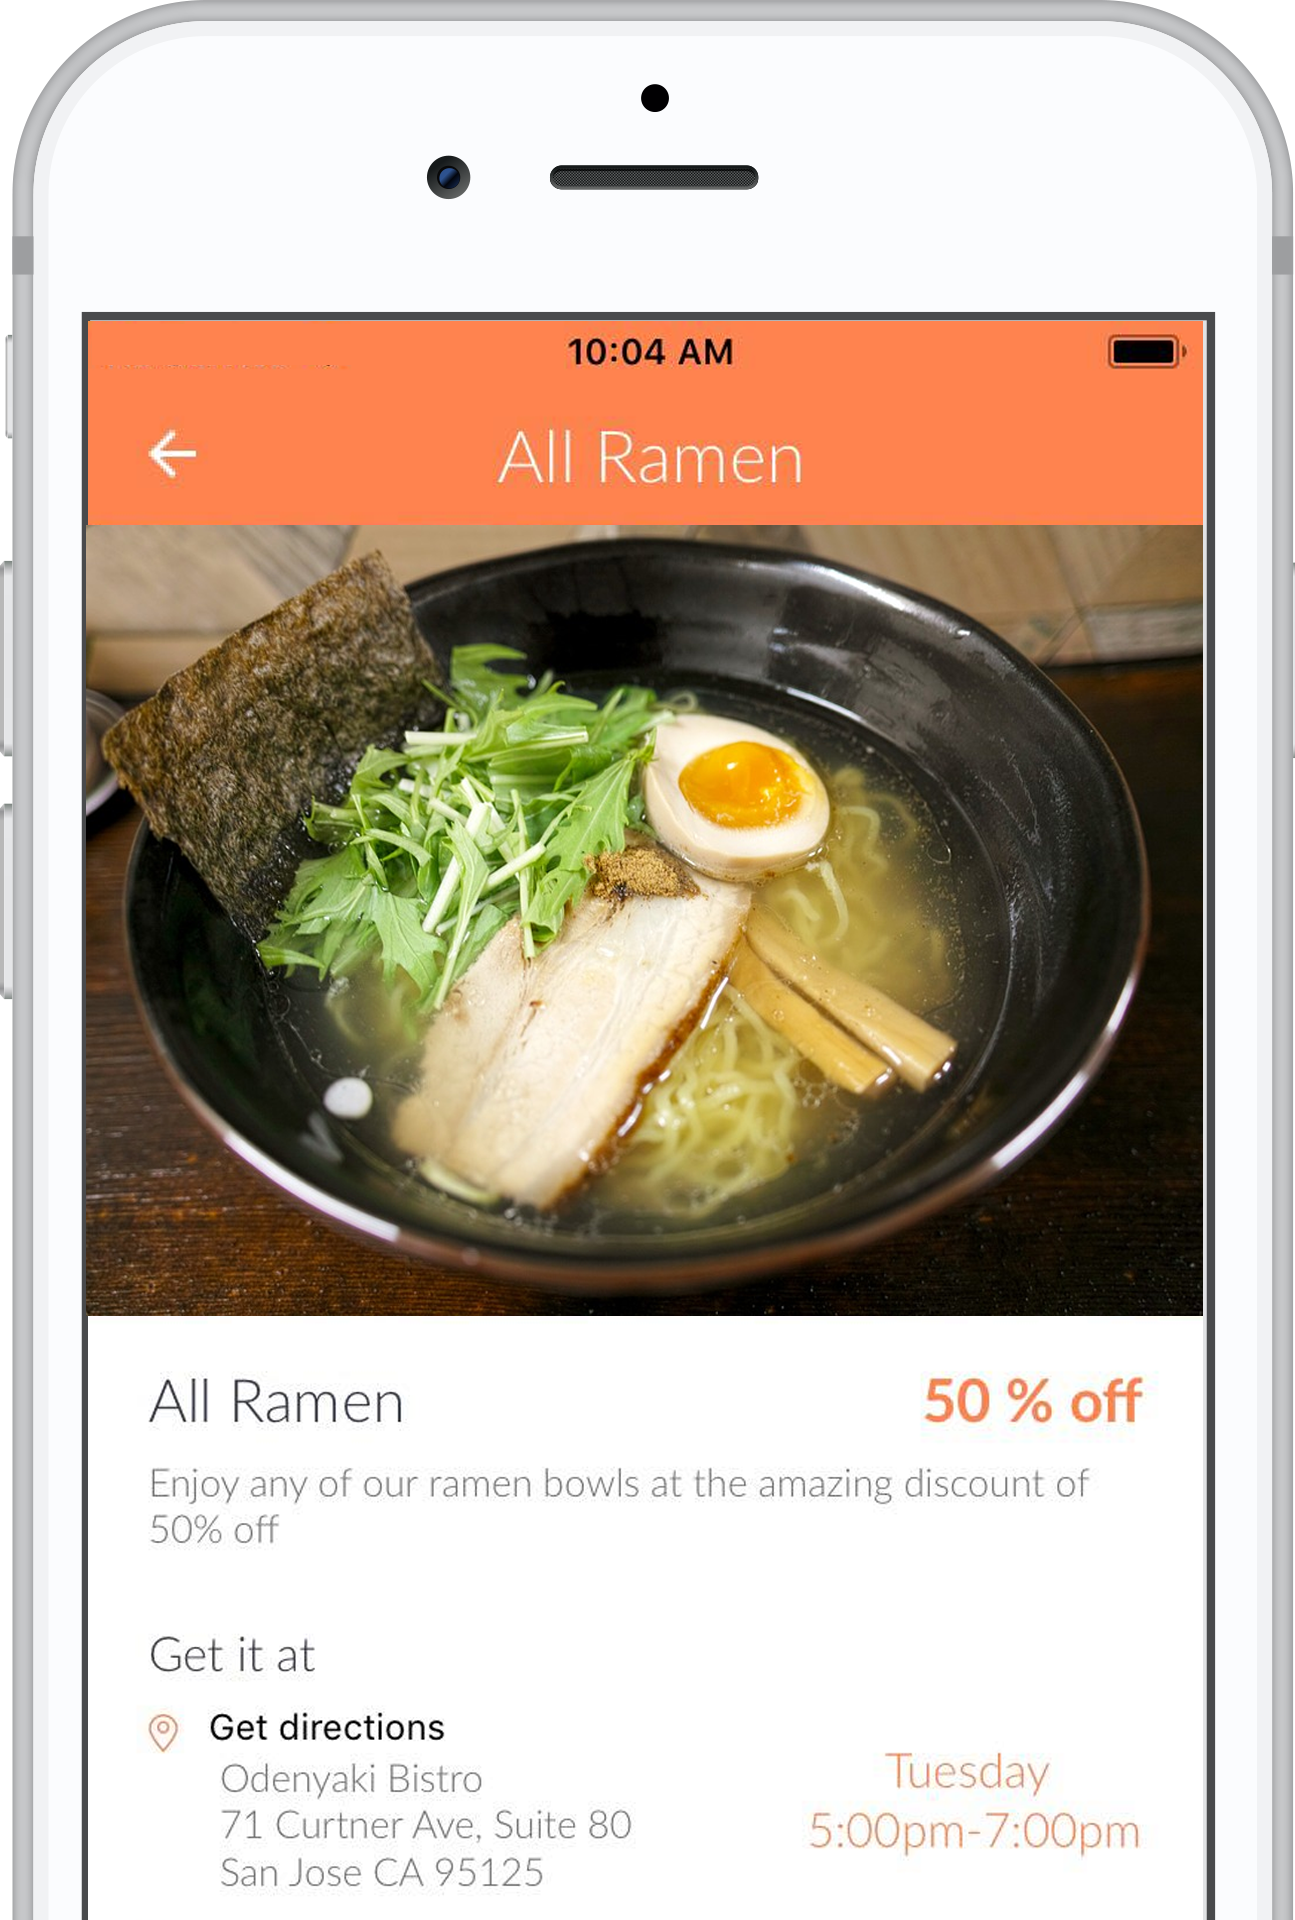 10:04 AM
All Ramen
All Ramen
50 % off
Enjoy any of our ramen bowls at the amazing discount of
50% off
Get it at
Get directions
Odenyaki Bistro
71 Curtner Ave, Suite 80
San Jose CA 95125
Tuesday
5:00pm-7:00pm